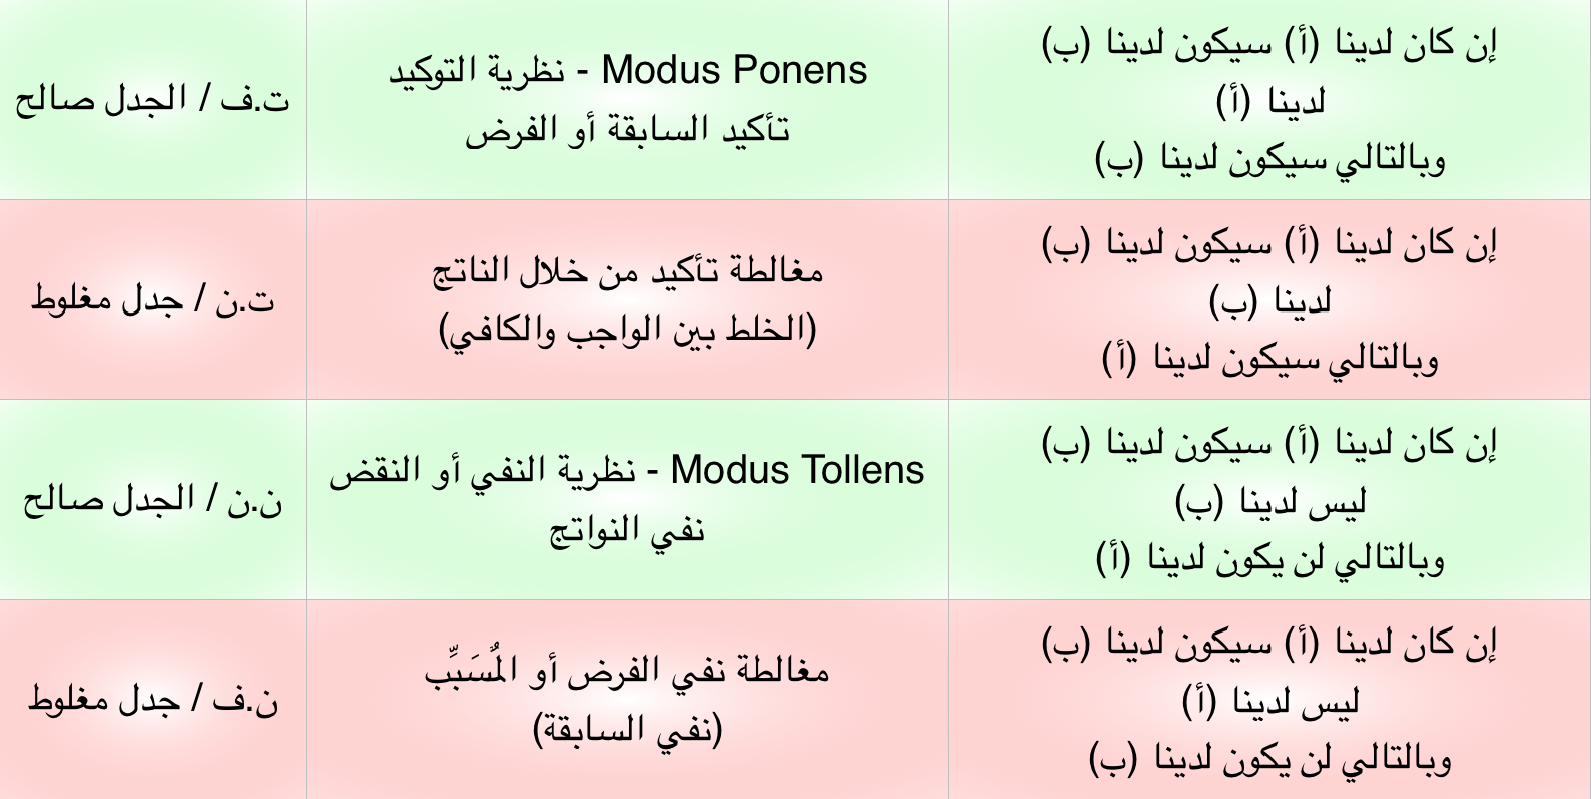 إن كان لدينا (أ) سيكون لدينا (ب)
لدينا (أ)
وبالتالي سيكون لدينا (ب)
Modus Ponens - نظرية التوكيد
تأكيد السابقة أو الفرض
ت.ف / الجدل صالح
إن كان لدينا (أ) سيكون لدينا (ب)
لدينا (ب)
وبالتالي سيكون لدينا (أ)
مغالطة تأكيد من خلال الناتج
(الخلط بين الواجب والكافي)
ت.ن / جدل مغلوط
إن كان لدينا (أ) سيكون لدينا (ب)
ليس لدينا (ب)
وبالتالي لن يكون لدينا (أ)
Modus Tollens - نظرية النفي أو النقض
نفي النواتج
ن.ن / الجدل صالح
إن كان لدينا (أ) سيكون لدينا (ب)
ليس لدينا (أ)
وبالتالي لن يكون لدينا (ب)
مغالطة نفي الفرض أو المُسَبِّب
(نفي السابقة)
ن.ف / جدل مغلوط